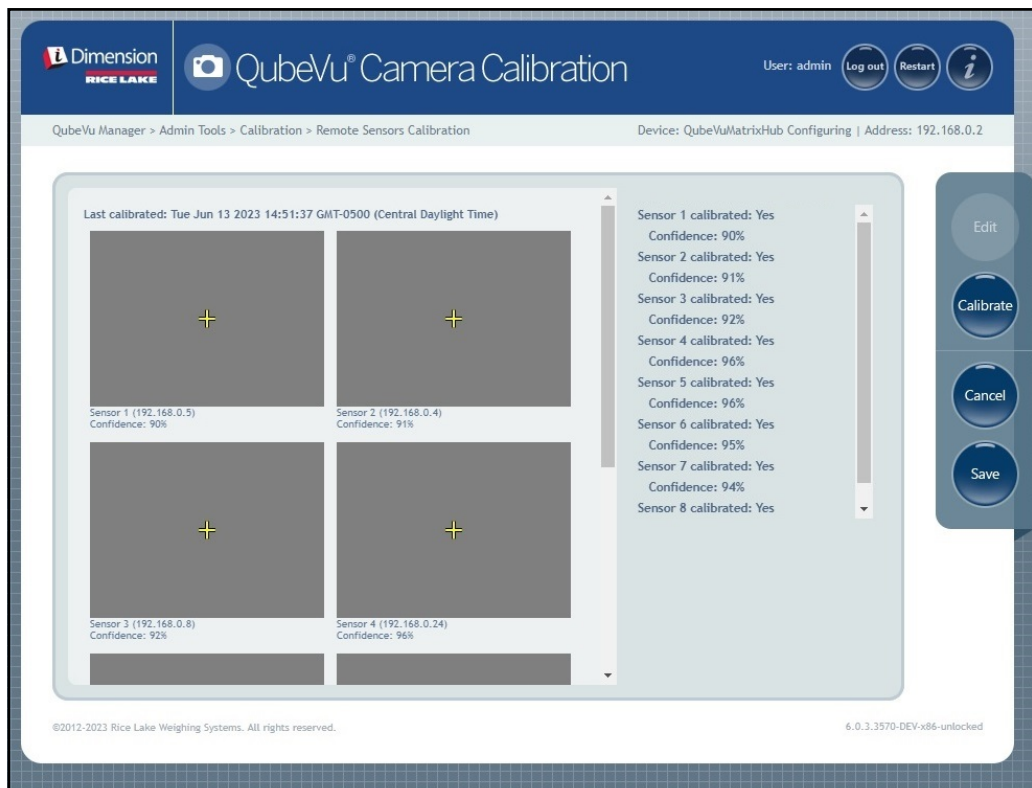 Dimension
RICE LAKE
QubeVu® Camera Calibration
User: admin
Log out
Restart
i
QubeVu Manager > Admin Tools > Calibration > Remote Sensors Calibration
Device: QubeVuMatrixHub Configuring | Address: 192.168.0.2
Last calibrated: Tue Jun 13 2023 14:51:37 GMT-0500 (Central Daylight Time)
Sensor 1 (192.168.0.5)
Confidence: 90%
Sensor 2 (192.168.0.4)
Confidence: 91%
Sensor 3 (192.168.0.8)
Confidence: 92%
Sensor 4 (192.168.0.24)
Confidence: 96%
Sensor 1 calibrated: Yes
Confidence: 90%
Sensor 2 calibrated: Yes
Confidence: 91%
Sensor 3 calibrated: Yes
Confidence: 92%
Sensor 4 calibrated: Yes
Confidence: 96%
Sensor 5 calibrated: Yes
Confidence: 96%
Sensor 6 calibrated: Yes
Confidence: 95%
Sensor 7 calibrated: Yes
Confidence: 94%
Sensor 8 calibrated: Yes
Edit
Calibrate
Cancel
Save
©2012-2023 Rice Lake Weighing Systems. All rights reserved.
6.0.3.3570-DEV-x86-unlocked